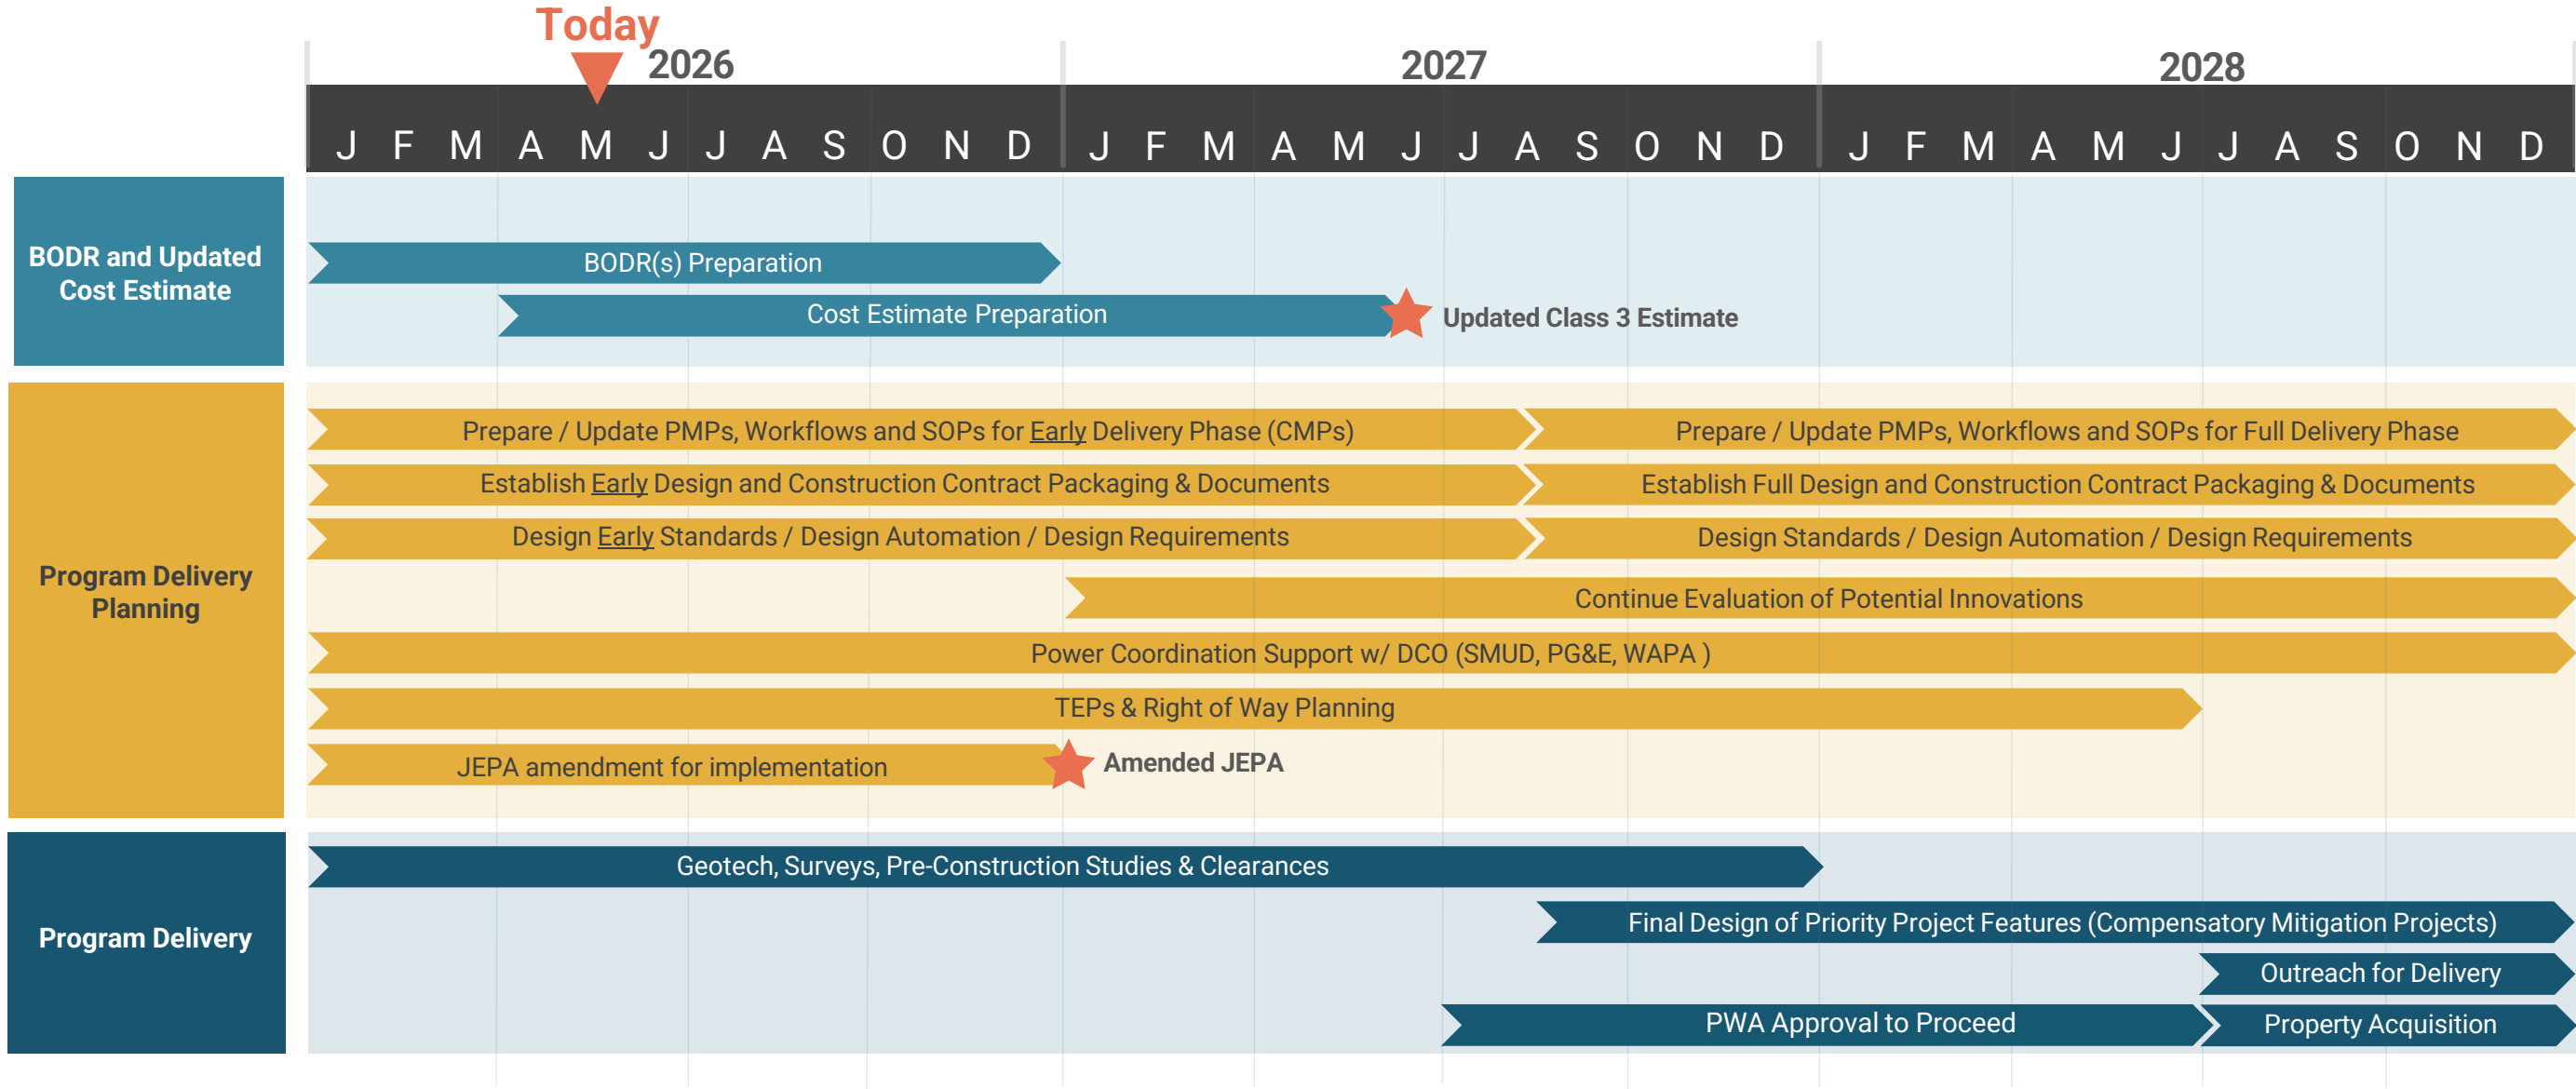 Today
2026 2027 2028
J F M A M J J A S O N D J F M A M J J A S O N D J F M A M J J A S O N D
BODR and Updated
Cost Estimate
BODR(s) Preparation
Cost Estimate Preparation
Updated Class 3 Estimate
Program Delivery
Planning
Prepare / Update PMPs, Workflows and SOPs for Early Delivery Phase (CMPs)
Prepare / Update PMPs, Workflows and SOPs for Full Delivery Phase
Establish Early Design and Construction Contract Packaging & Documents
Establish Full Design and Construction Contract Packaging & Documents
Design Early Standards / Design Automation / Design Requirements
Design Standards / Design Automation / Design Requirements
Continue Evaluation of Potential Innovations
Power Coordination Support w/ DCO (SMUD, PG&E, WAPA )
TEPs & Right of Way Planning
JEPA amendment for implementation
Amended JEPA
Program Delivery
Geotech, Surveys, Pre-Construction Studies & Clearances
Final Design of Priority Project Features (Compensatory Mitigation Projects)
Outreach for Delivery
PWA Approval to Proceed
Property Acquisition